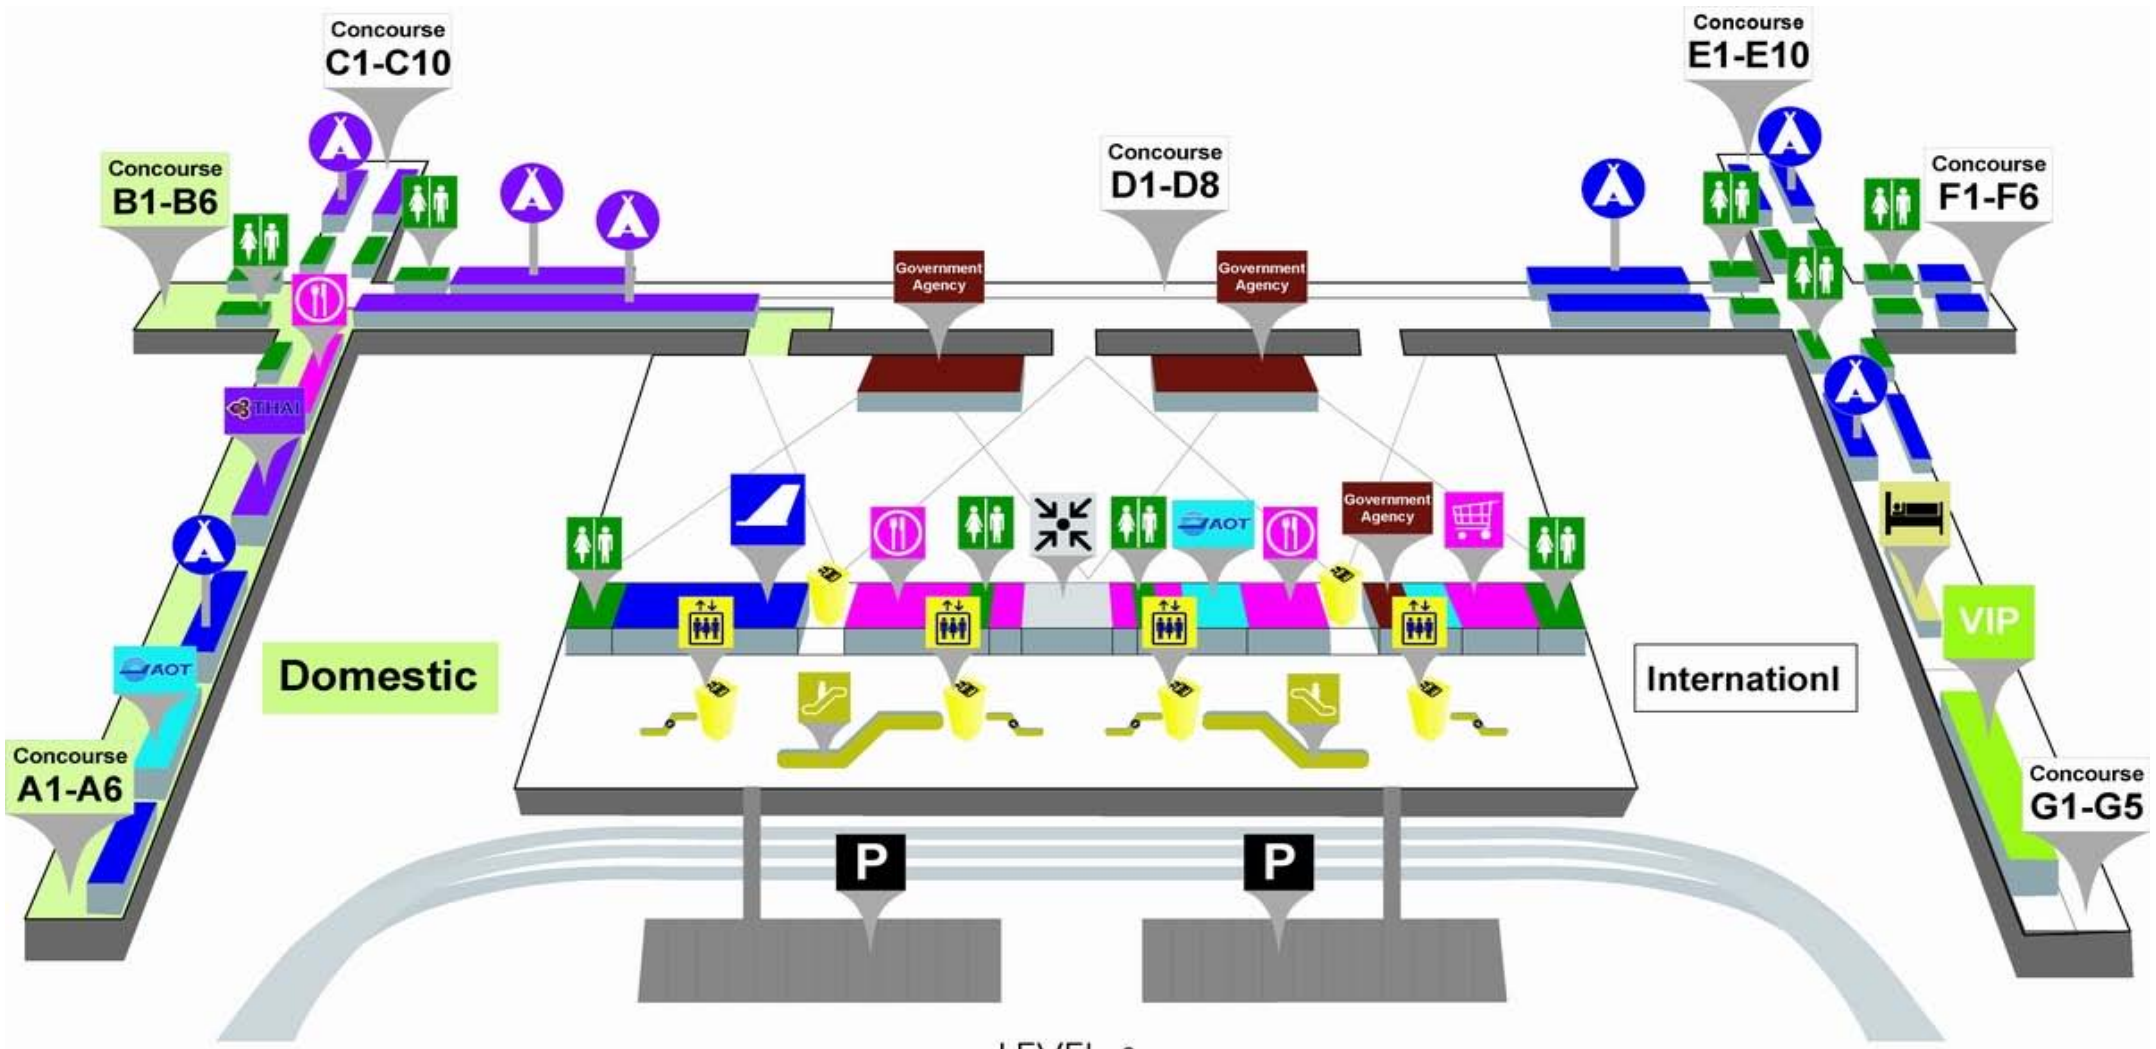 Concourse
C1-C10
Concourse
E1-E10
Concourse
D1-D8
Concourse
B1-B6
Concourse
F1-F6
Government
Agency
Government
Agency
THAI
Government
Agency
AOT
AOT
VIP
Domestic
Internationl
Concourse
A1-A6
Concourse
G1-G5
P
P